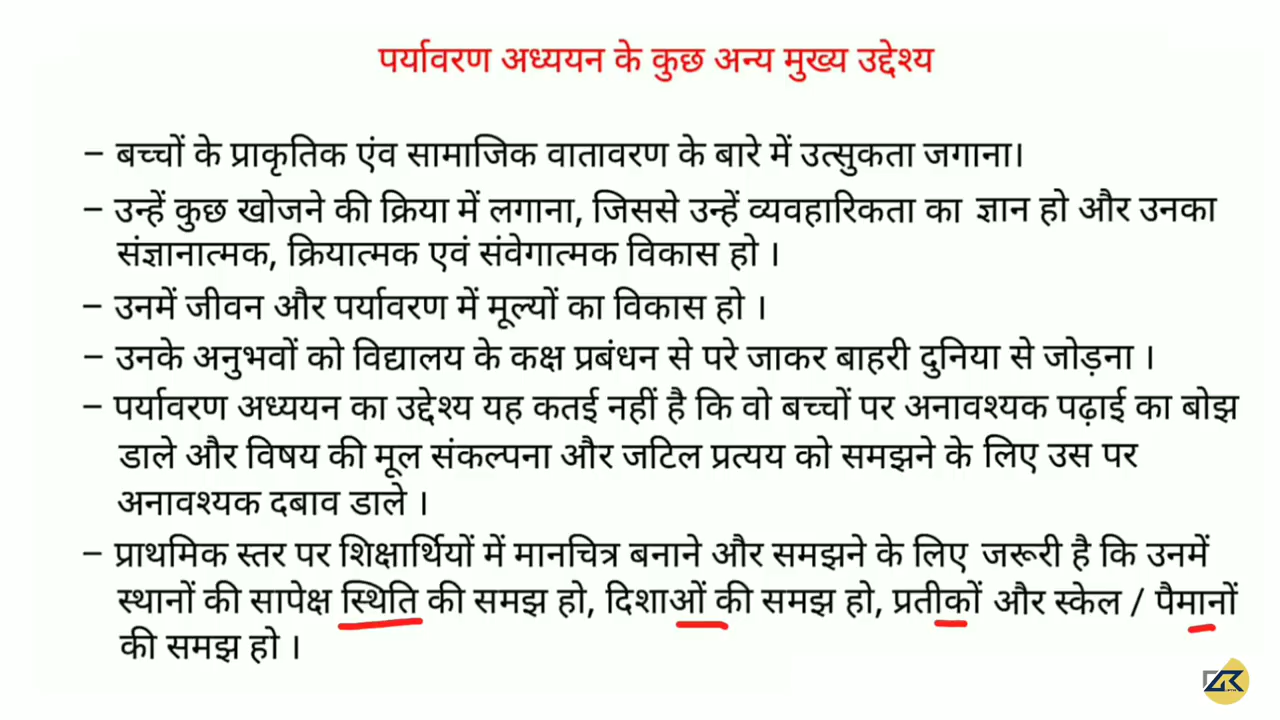 पर्यावरण अध्ययन के कुछ अन्य मुख्य उद्देश्य
– बच्चों के प्राकृतिक एंव सामाजिक वातावरण के बारे में उत्सुकता जगाना।
– उन्हें कुछ खोजने की क्रिया में लगाना, जिससे उन्हें व्यवहारिकता का ज्ञान हो और उनका
संज्ञानात्मक, क्रियात्मक एवं संवेगात्मक विकास हो ।
– उनमें जीवन और पर्यावरण में मूल्यों का विकास हो ।
– उनके अनुभवों को विद्यालय के कक्ष प्रबंधन से परे जाकर बाहरी दुनिया से जोड़ना ।
– पर्यावरण अध्ययन का उद्देश्य यह कतई नहीं है कि वो बच्चों पर अनावश्यक पढ़ाई का बोझ
डाले और विषय की मूल संकल्पना और जटिल प्रत्यय को समझने के लिए उस पर
अनावश्यक दबाव डाले ।
– प्राथमिक स्तर पर शिक्षार्थियों में मानचित्र बनाने और समझने के लिए जरूरी है कि उनमें
स्थानों की सापेक्ष स्थिति की समझ हो, दिशाओं की समझ हो, प्रतीकों और स्केल / पैमानों
की समझ हो ।